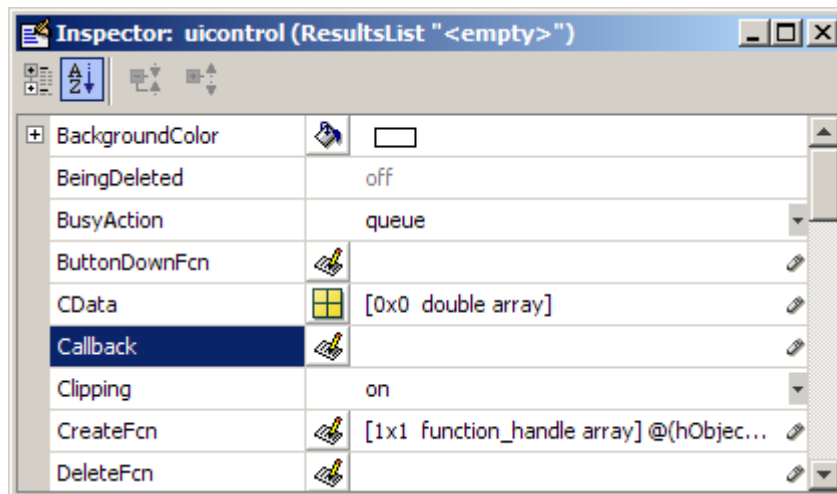 Inspector: uicontrol (ResultsList "<empty>")
A
Z
BackgroundColor
BeingDeleted off
BusyAction queue
ButtonDownFcn
CData [0x0 double array]
Callback
Clipping on
CreateFcn [1x1 function_handle array] @(hObjec...
DeleteFcn